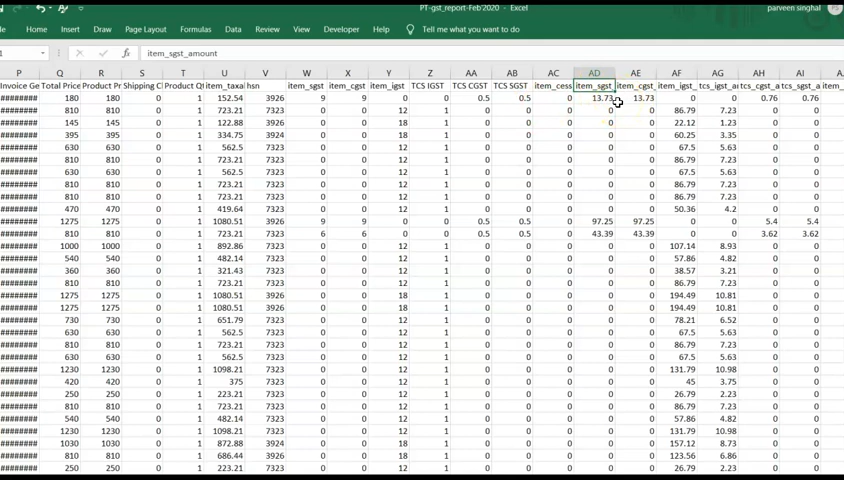 PT-gst_report-Feb'2020 - Excel
parveen singhal
Home Insert Draw Page Layout Formulas Data Review View Developer Help Tell me what you want to do
fx item_sgst_amount
P Q R S T U V W X Y Z AA AB AC AD AE AF AG AH AI
Invoice Ge Total Price Product Pr Shipping Cl Product Qt item_taxal hsn item_sgst item_cgst item_igst TCS IGST TCS CGST TCS SGST item_cess item_sgst_ item_cgst_ item_igst_ tcs_igst_ar tcs_cgst_a tcs_sgst_a item_
######## 180 180 0 1 152.54 3926 9 9 0 0 0.5 0.5 0 13.73 13.73 0 0 0.76 0.76
######## 810 810 0 1 723.21 7323 0 0 12 1 0 0 0 0 0 86.79 7.23 0 0
######## 145 145 0 1 122.88 3926 0 0 18 1 0 0 0 0 0 22.12 1.23 0 0
######## 395 395 0 1 334.75 3924 0 0 18 1 0 0 0 0 0 60.25 3.35 0 0
######## 630 630 0 1 562.5 7323 0 0 12 1 0 0 0 0 0 67.5 5.63 0 0
######## 810 810 0 1 723.21 7323 0 0 12 1 0 0 0 0 0 86.79 7.23 0 0
######## 630 630 0 1 562.5 7323 0 0 12 1 0 0 0 0 0 67.5 5.63 0 0
######## 810 810 0 1 723.21 7323 0 0 12 1 0 0 0 0 0 86.79 7.23 0 0
######## 810 810 0 1 723.21 7323 0 0 12 1 0 0 0 0 0 86.79 7.23 0 0
######## 470 470 0 1 419.64 7323 0 0 12 1 0 0 0 0 0 50.36 4.2 0 0
######## 1275 1275 0 1 1080.51 3926 9 9 0 0 0.5 0.5 0 97.25 97.25 0 0 5.4 5.4
######## 810 810 0 1 723.21 7323 6 6 0 0 0.5 0.5 0 43.39 43.39 0 0 3.62 3.62
######## 1000 1000 0 1 892.86 7323 0 0 12 1 0 0 0 0 0 107.14 8.93 0 0
######## 540 540 0 1 482.14 7323 0 0 12 1 0 0 0 0 0 57.86 4.82 0 0
######## 360 360 0 1 321.43 7323 0 0 12 1 0 0 0 0 0 38.57 3.21 0 0
######## 810 810 0 1 723.21 7323 0 0 12 1 0 0 0 0 0 86.79 7.23 0 0
######## 1275 1275 0 1 1080.51 3926 0 0 18 1 0 0 0 0 0 194.49 10.81 0 0
######## 1275 1275 0 1 1080.51 3926 0 0 18 1 0 0 0 0 0 194.49 10.81 0 0
######## 730 730 0 1 651.79 7323 0 0 12 1 0 0 0 0 0 78.21 6.52 0 0
######## 630 630 0 1 562.5 7323 0 0 12 1 0 0 0 0 0 67.5 5.63 0 0
######## 810 810 0 1 723.21 7323 0 0 12 1 0 0 0 0 0 86.79 7.23 0 0
######## 630 630 0 1 562.5 7323 0 0 12 1 0 0 0 0 0 67.5 5.63 0 0
######## 1230 1230 0 1 1098.21 7323 0 0 12 1 0 0 0 0 0 131.79 10.98 0 0
######## 420 420 0 1 375 7323 0 0 12 1 0 0 0 0 0 45 3.75 0 0
######## 250 250 0 1 223.21 7323 0 0 12 1 0 0 0 0 0 26.79 2.23 0 0
######## 810 810 0 1 723.21 7323 0 0 12 1 0 0 0 0 0 86.79 7.23 0 0
######## 540 540 0 1 482.14 7323 0 0 12 1 0 0 0 0 0 57.86 4.82 0 0
######## 1230 1230 0 1 1098.21 7323 0 0 12 1 0 0 0 0 0 131.79 10.98 0 0
######## 1030 1030 0 1 872.88 3924 0 0 18 1 0 0 0 0 0 157.12 8.73 0 0
######## 810 810 0 1 686.44 7323 0 0 18 1 0 0 0 0 0 123.56 6.86 0 0
######## 250 250 0 1 223.21 7323 0 0 12 1 0 0 0 0 0 26.79 2.23 0 0